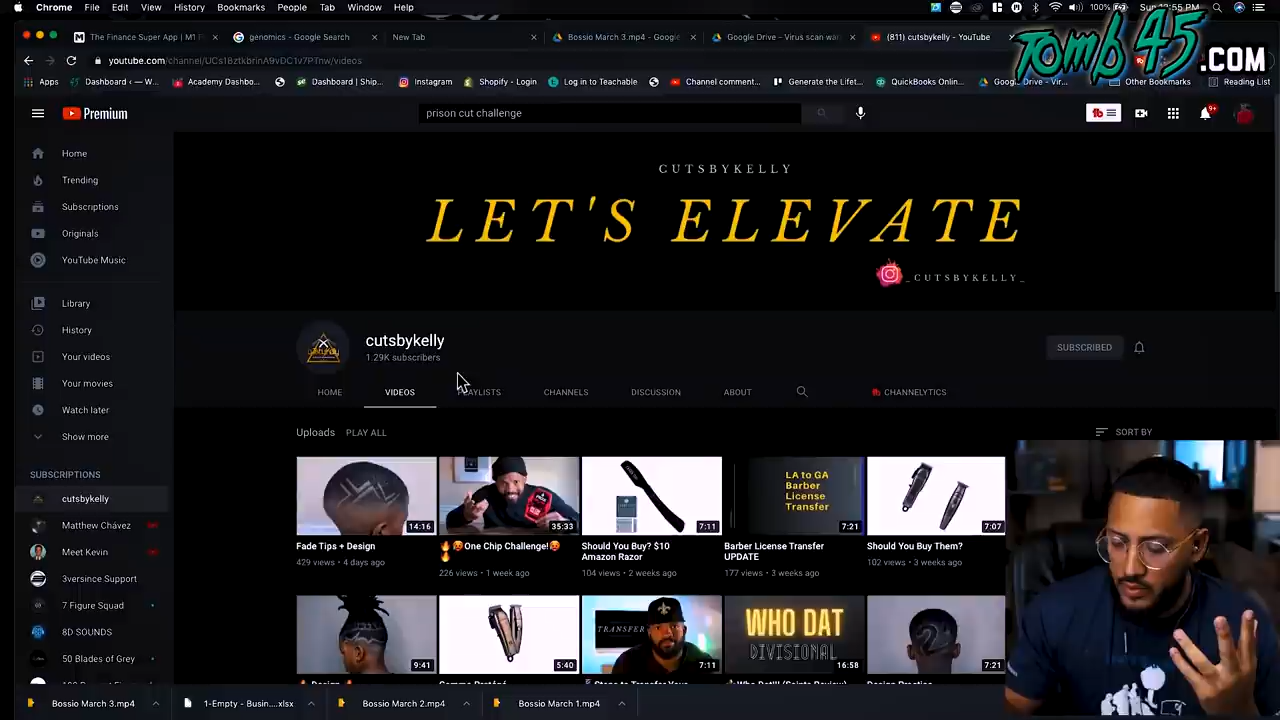 Chrome File Edit View History Bookmarks People Tab Window Help
100% Sun
The Finance Super App | M1 F
genomics - Google Search
New Tab
Bossio March 3.mp4 - Google
Google Drive - Virus scan wa
(811) cutsbykelly - YouTube
TOMB 45 .COM
youtube.com/channel/UCs18ztkbrinA9vDC1v7PTnw/videos
Apps
Dashboard (— W...
Academy Dashbo...
Dashboard | Ship...
Instagram
Shopify - Login
Log in to Teachable
Channel comment...
Generate the Lifet...
QuickBooks Online
Google Drive - Vir...
Other Bookmarks
Reading List
Premium
prison cut challenge
9+
Home
Trending
Subscriptions
Originals
YouTube Music
Library
History
Your videos
Your movies
Watch later
Show more
SUBSCRIPTIONS
cutsbykelly
Matthew Chávez
Meet Kevin
3versince Support
7 Figure Squad
8D SOUNDS
50 Blades of Grey
CUTSBYKELLY
LET'S ELEVATE
_CUTSBYKELLY_
cutsbykelly
1.29K subscribers
SUBSCRIBED
HOME VIDEOS PLAYLISTS CHANNELS DISCUSSION ABOUT CHANNELYTICS
Uploads PLAY ALL
SORT BY
14:16
Fade Tips + Design
429 views • 4 days ago
35:33
🔥🥵One Chip Challenge!🥵
🔥
226 views • 1 week ago
7:11
Should You Buy? $10
Amazon Razor
104 views • 2 weeks ago
LA to GA
Barber
License
Transfer
7:21
Barber License Transfer
UPDATE
177 views • 3 weeks ago
7:07
Should You Buy Them?
102 views • 3 weeks ago
9:41
5:40
TRANSFER
7:11
WHO DAT
DIVISIONAL
16:58
7:21
Bossio March 3.mp4
1-Empty - Busin....xlsx
Bossio March 2.mp4
Bossio March 1.mp4